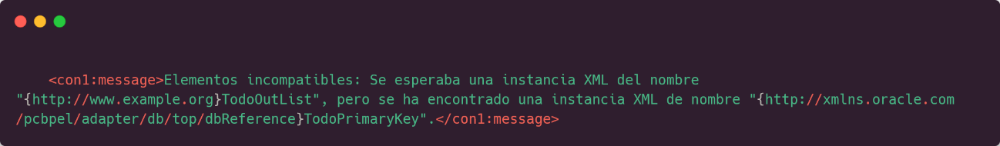 <con1:message>Elementos incompatibles: Se esperaba una instancia XML del nombre
"{http://www.example.org}TodoOutList", pero se ha encontrado una instancia XML de nombre "{http://xmlns.oracle.com
/pcbpel/adapter/db/top/dbReference}TodoPrimaryKey".</con1:message>